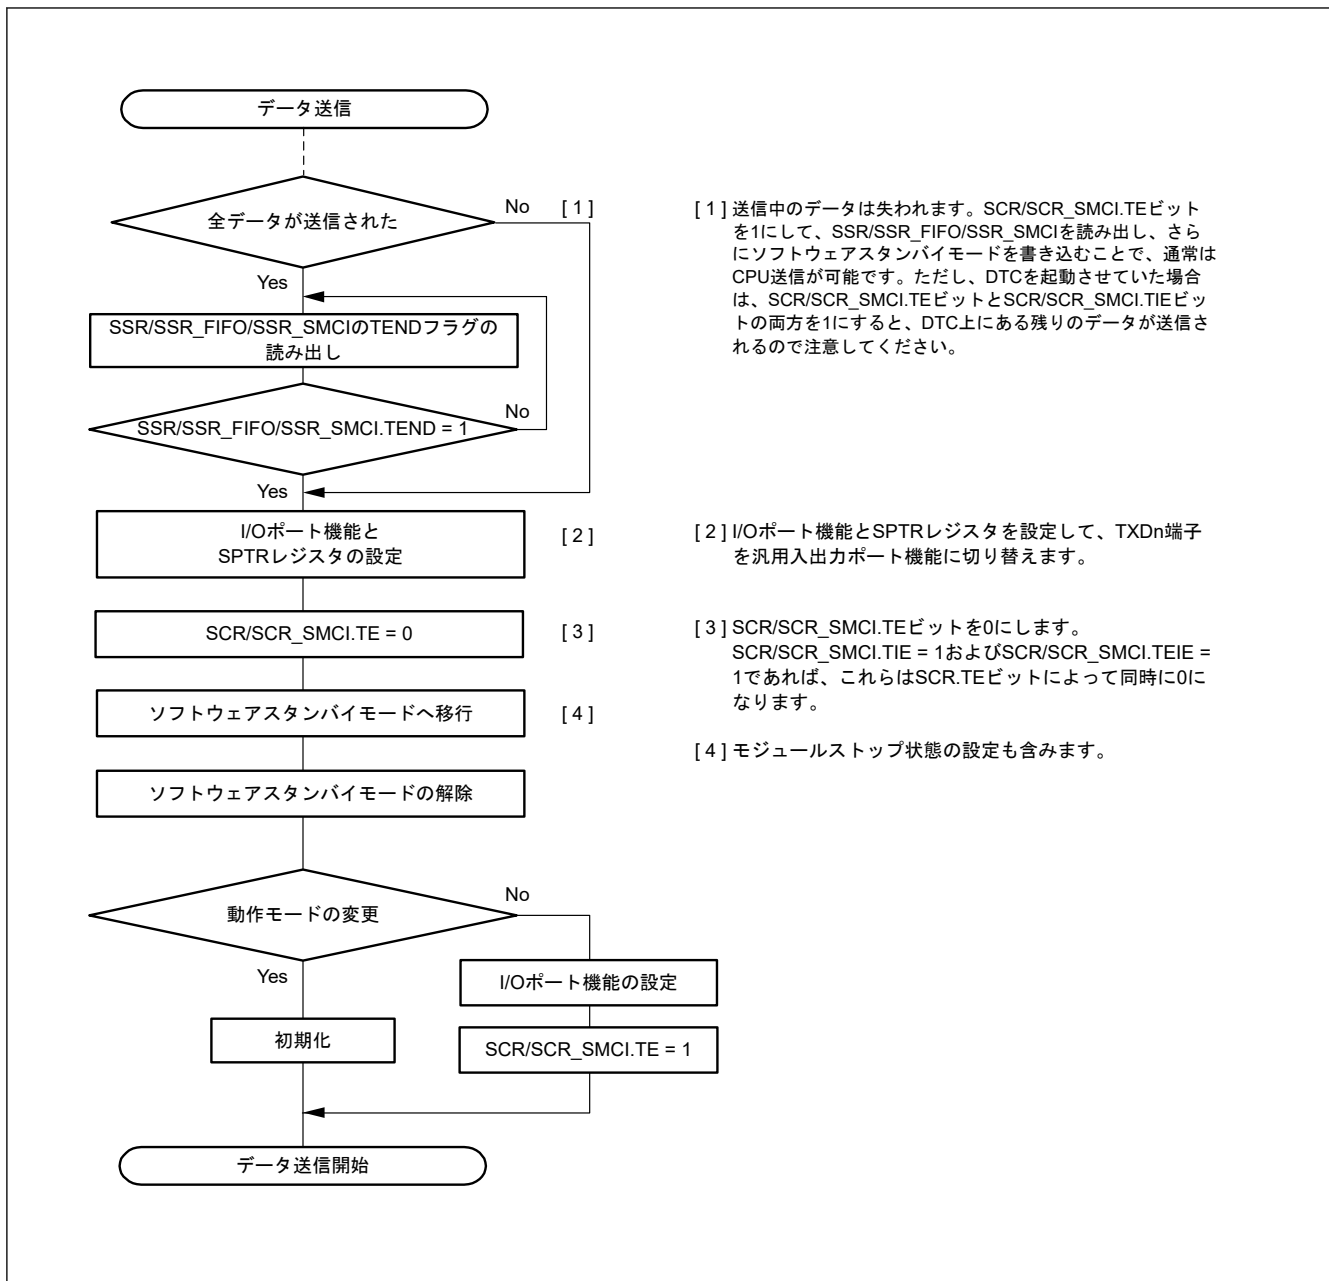 データ送信
全データが送信された
No
[ 1 ]
Yes
SSR/SSR_FIFO/SSR_SMCIのTENDフラグの
読み出し
SSR/SSR_FIFO/SSR_SMCI.TEND = 1
No
Yes
I/Oポート機能と
SPTRレジスタの設定
[ 2 ]
SCR/SCR_SMCI.TE = 0
[ 3 ]
ソフトウェアスタンバイモードへ移行
[ 4 ]
ソフトウェアスタンバイモードの解除
動作モードの変更
No
Yes
I/Oポート機能の設定
初期化
SCR/SCR_SMCI.TE = 1
データ送信開始
[ 1 ] 送信中のデータは失われます。SCR/SCR_SMCI.TEビット
を1にして、SSR/SSR_FIFO/SSR_SMCIを読み出し、さら
にソフトウェアスタンバイモードを書き込むことで、通常は
CPU送信が可能です。ただし、DTCを起動させていた場合
は、SCR/SCR_SMCI.TEビットとSCR/SCR_SMCI.TIEビッ
トの両方を1にすると、DTC上にある残りのデータが送信さ
れるので注意してください。
[ 2 ] I/Oポート機能とSPTRレジスタを設定して、TXDn端子
を汎用入出力ポート機能に切り替えます。
[ 3 ] SCR/SCR_SMCI.TEビットを0にします。
SCR/SCR_SMCI.TIE = 1およびSCR/SCR_SMCI.TEIE =
1であれば、これらはSCR.TEビットによって同時に0に
なります。
[ 4 ] モジュールストップ状態の設定も含みます。